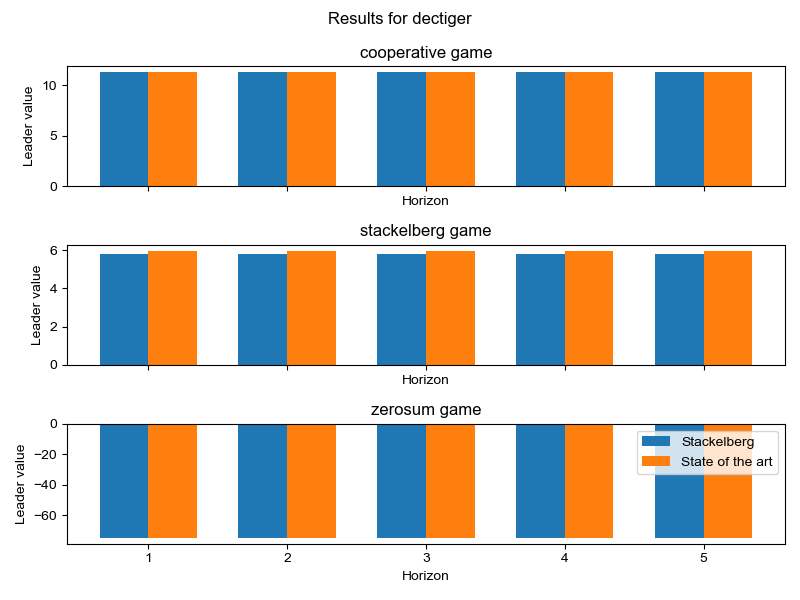 Results for dectiger
cooperative game
10
5
0
Leader value
Horizon
stackelberg game
6
4
2
0
Leader value
Horizon
zerosum game
0
−20
−40
−60
Leader value
Stackelberg
State of the art
1 2 3 4 5
Horizon